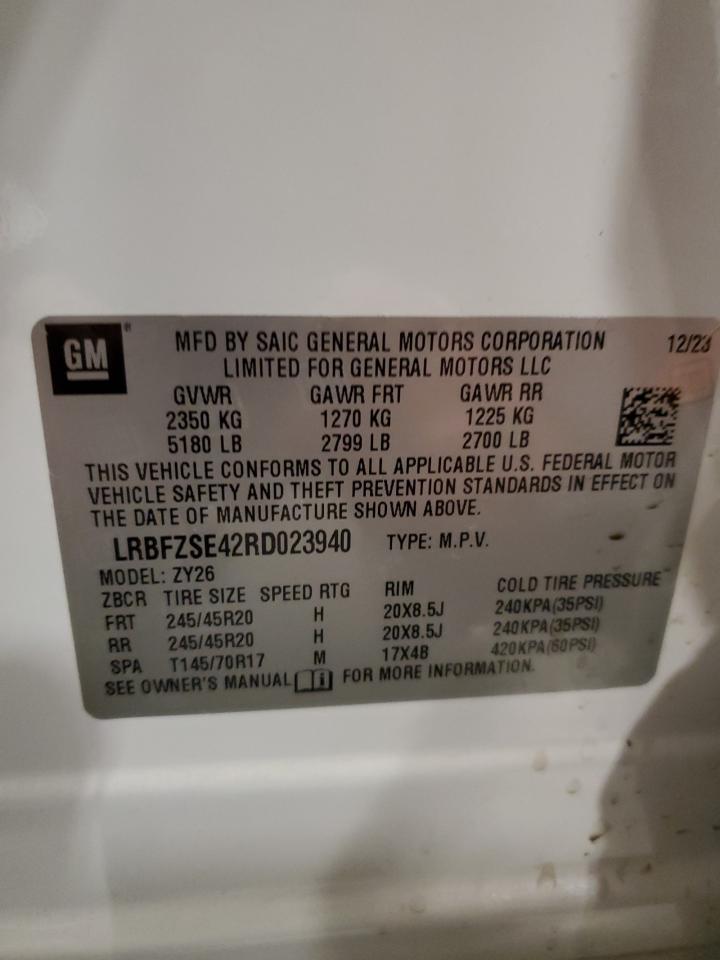 GM ®
MFD BY SAIC GENERAL MOTORS CORPORATION 12/23
LIMITED FOR GENERAL MOTORS LLC
GVWR GAWR FRT GAWR RR
2350 KG 1270 KG 1225 KG
5180 LB 2799 LB 2700 LB
THIS VEHICLE CONFORMS TO ALL APPLICABLE U.S. FEDERAL MOTOR
VEHICLE SAFETY AND THEFT PREVENTION STANDARDS IN EFFECT ON
THE DATE OF MANUFACTURE SHOWN ABOVE.
LRBFZSE42RD023940 TYPE: M.P.V.
MODEL: ZY26
ZBCR TIRE SIZE SPEED RTG RIM COLD TIRE PRESSURE
FRT 245/45R20 H 20X8.5J 240KPA(35PSI)
RR 245/45R20 H 20X8.5J 240KPA(35PSI)
SPA T145/70R17 M 17X4B 420KPA(60PSI)
SEE OWNER'S MANUAL i FOR MORE INFORMATION.